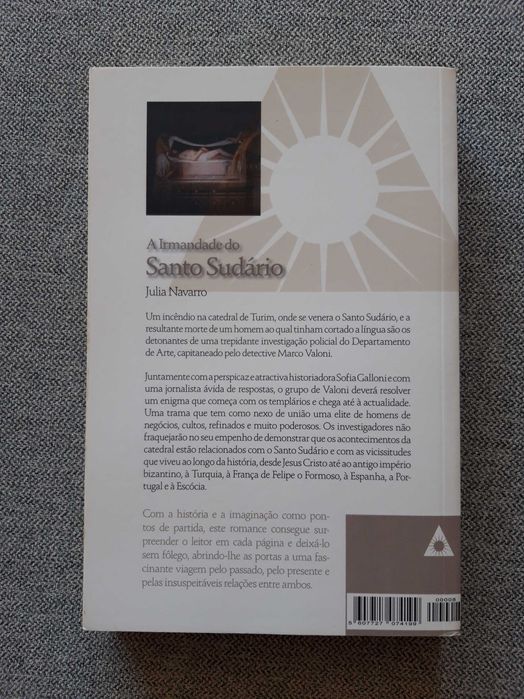 A Irmandade do
Santo Sudário
Julia Navarro
Um incêndio na catedral de Turim, onde se venera o Santo Sudário, e a
resultante morte de um homem ao qual tinham cortado a língua são os
detonantes de uma trepidante investigação policial do Departamento
de Arte, capitaneado pelo detective Marco Valoni.
Juntamente com a perspicaz e atractiva historiadora Sofia Galloni e com
uma jornalista ávida de respostas, o grupo de Valoni deverá resolver
um enigma que começa com os templários e chega até à actualidade.
Uma trama que tem como nexo de união uma elite de homens de
negócios, cultos, refinados e muito poderosos. Os investigadores não
fraquejarão no seu empenho de demonstrar que os acontecimentos da
catedral estão relacionados com o Santo Sudário e com as vicissitudes
que viveu ao longo da história, desde Jesus Cristo até ao antigo império
bizantino, à Turquia, à França de Felipe o Formoso, à Espanha, a Por-
tugal e à Escócia.
Com a história e a imaginação como pon-
tos de partida, este romance consegue sur-
preender o leitor em cada página e deixá-lo
sem fôlego, abrindo-lhe as portas a uma fas-
cinante viagem pelo passado, pelo presente e
pelas insuspeitáveis relações entre ambos.
00008
5 607727 074199